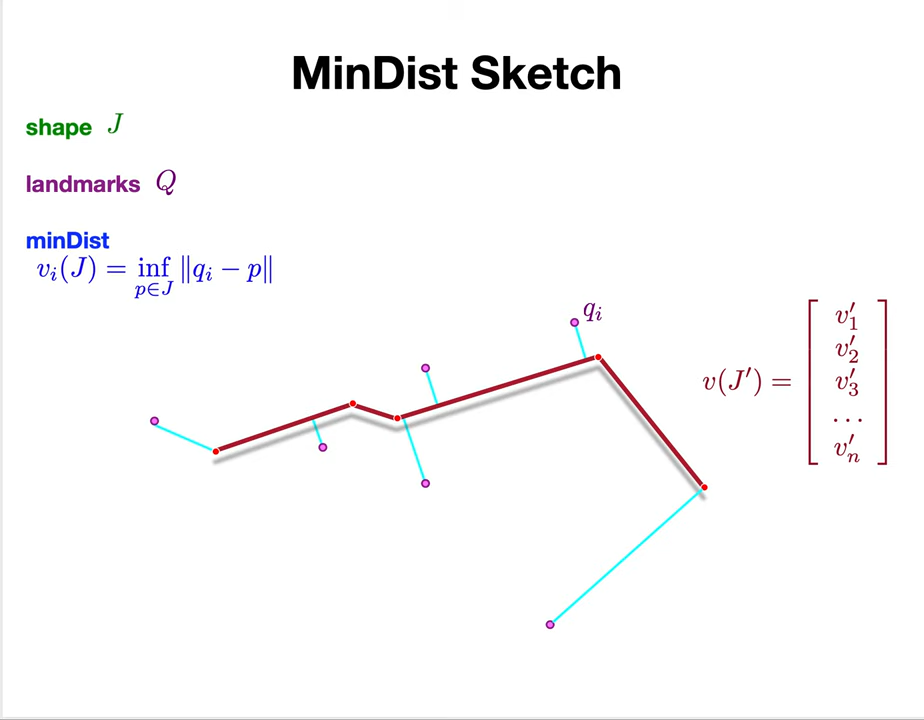 MinDist Sketch
shape J
landmarks Q
minDist
v_i(J) = inf_{p∈J} ‖q_i − p‖
q_i
v(J′) = [ v′_1
v′_2
v′_3
...
v′_n ]